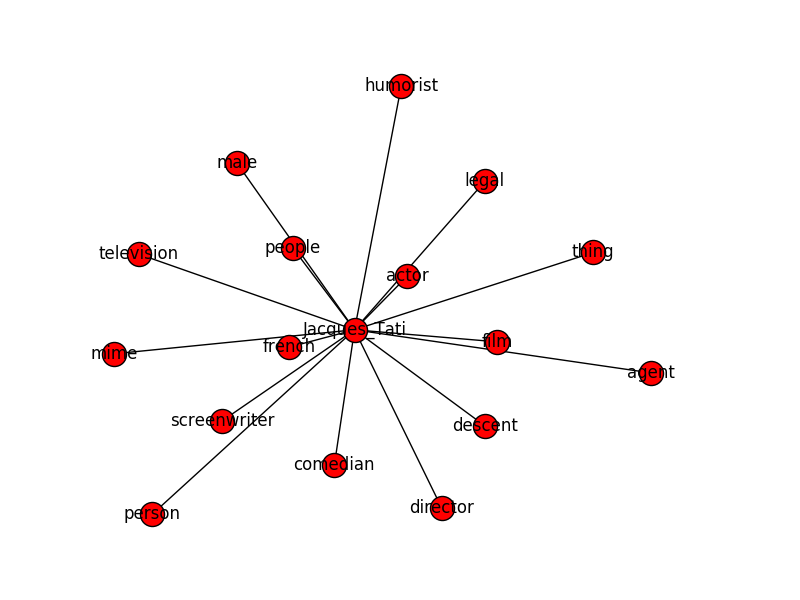 humorist
male
legal
people
television
thing
actor
Jacques_Tati
french
film
mime
agent
screenwriter
descent
comedian
director
person